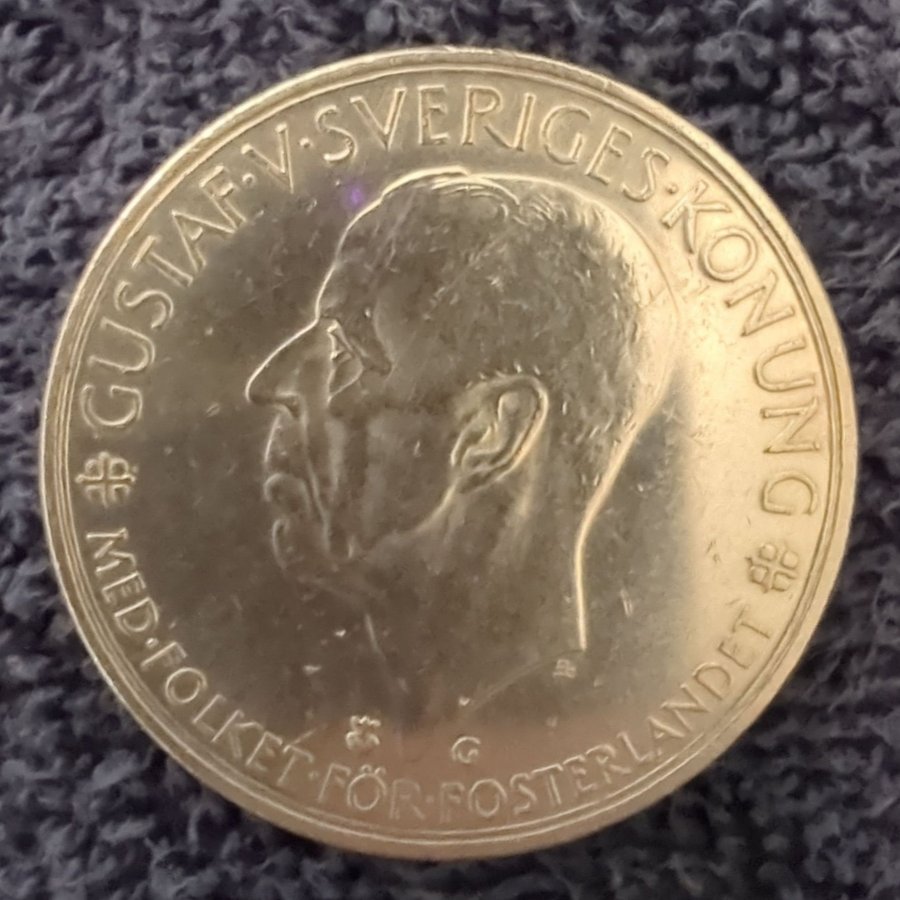 GUSTAF·V·SVERIGES·KONUNG
MED·FOLKET·FÖR·FOSTERLANDET
G